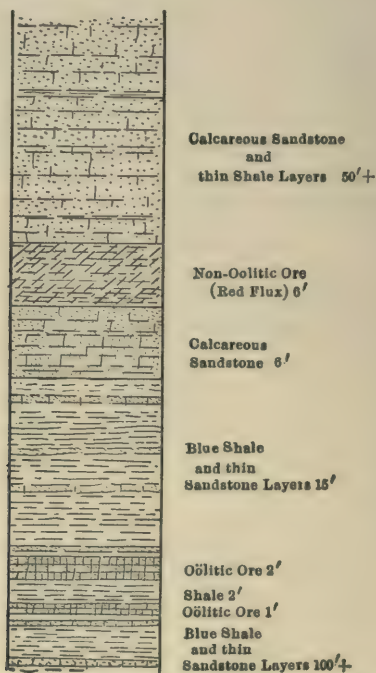 Calcareous Sandstone
and
thin Shale Layers 50′+
Non-Oolitic Ore
(Red Flux) 6′
Calcareous
Sandstone 6′
Blue Shale
and thin
Sandstone Layers 15′
Oölitic Ore 2′
Shale 2′
Oölitic Ore 1′
Blue Shale
and thin
Sandstone Layers 100′+